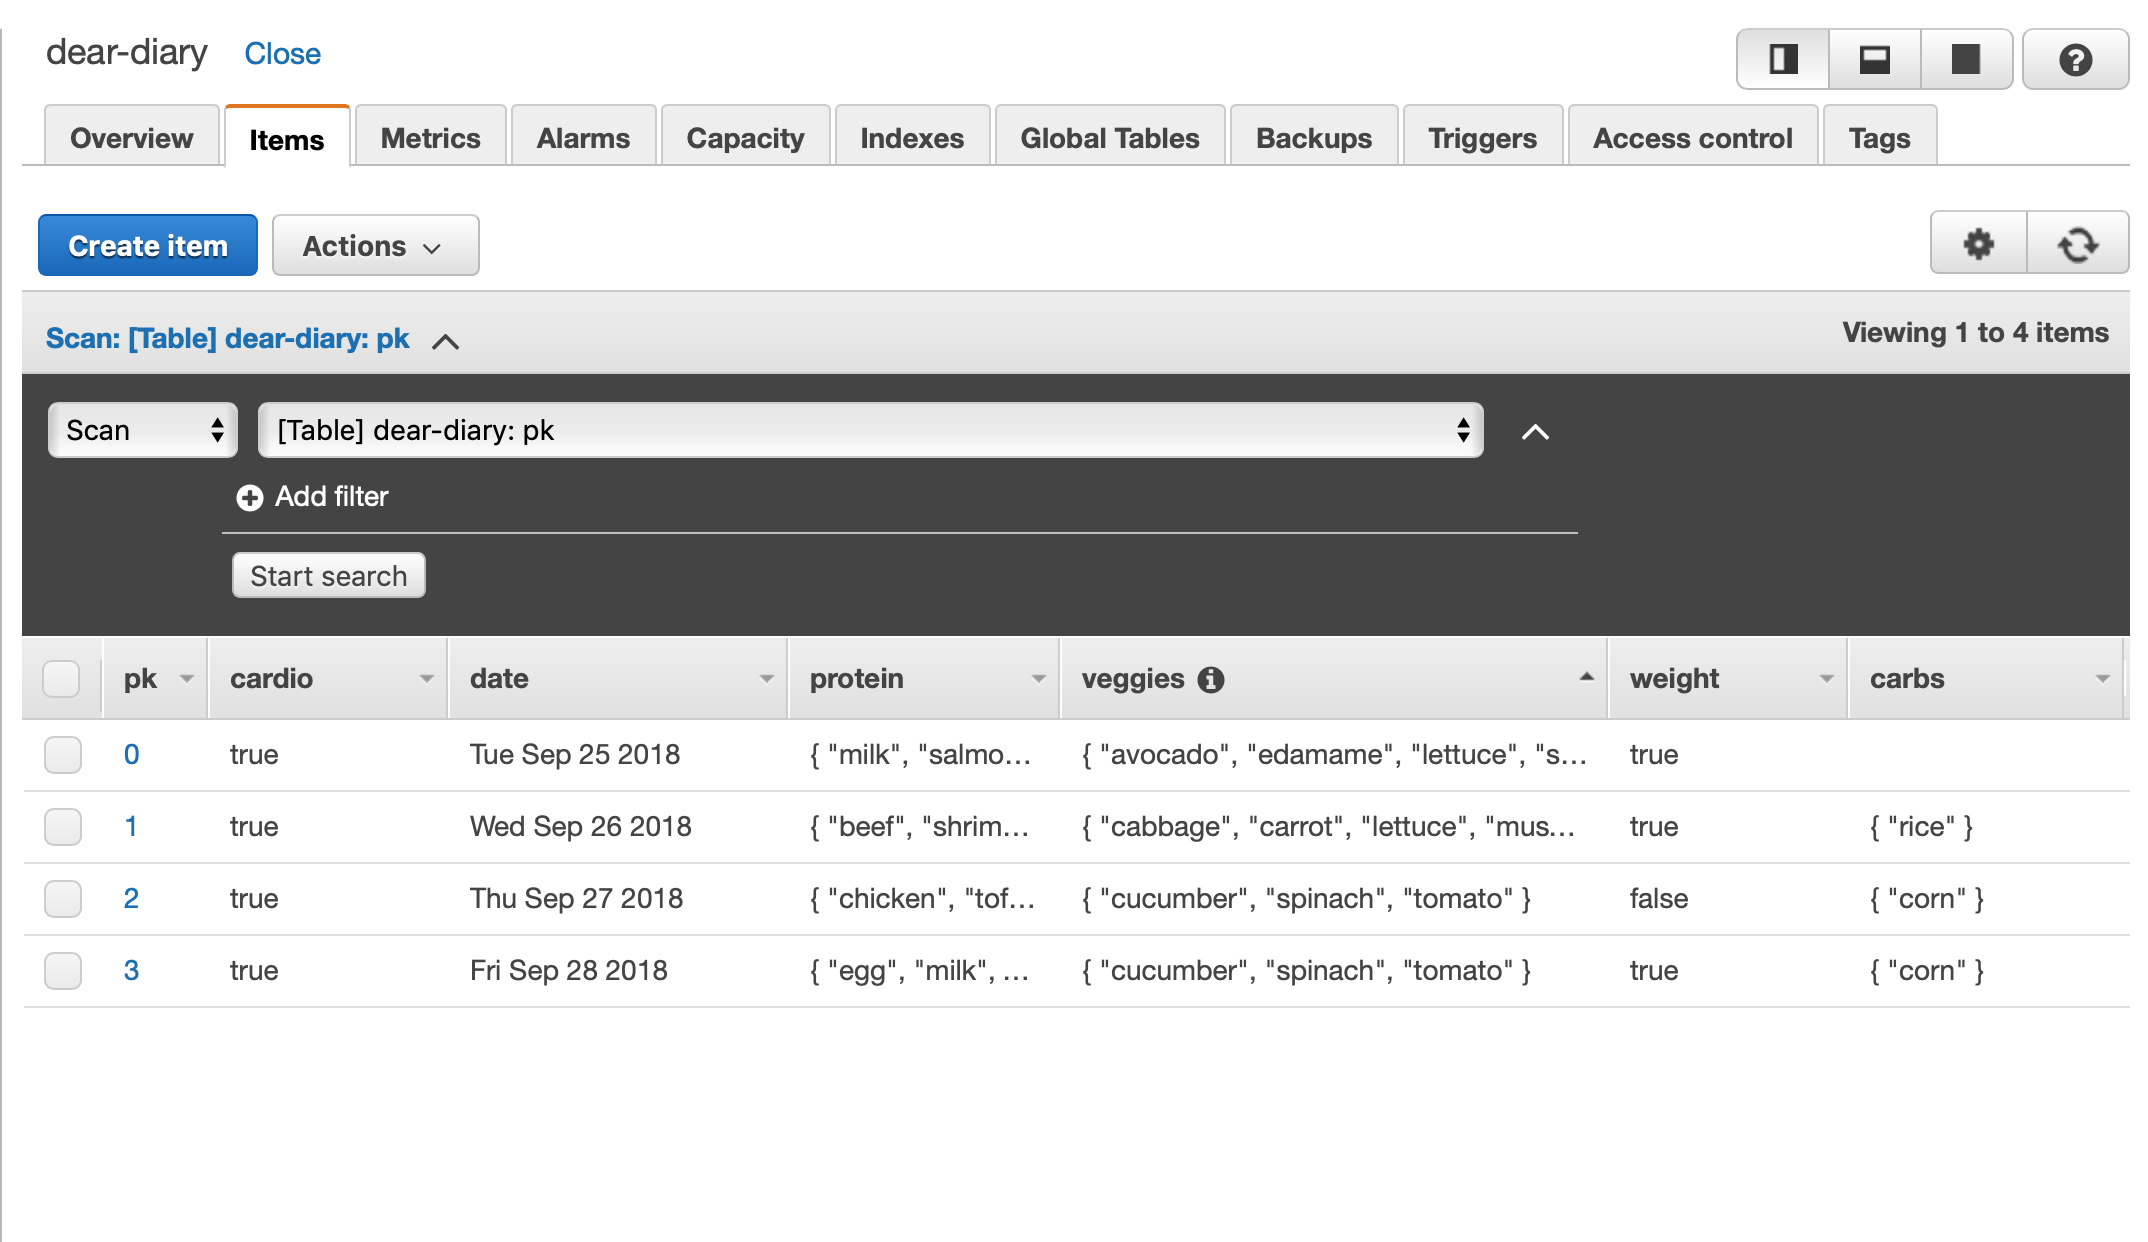 dear-diary Close
Overview Items Metrics Alarms Capacity Indexes Global Tables Backups Triggers Access control Tags
Create item Actions
Scan: [Table] dear-diary: pk Viewing 1 to 4 items
Scan [Table] dear-diary: pk
Add filter
Start search
pk cardio date protein veggies weight carbs
0 true Tue Sep 25 2018 { "milk", "salmo... { "avocado", "edamame", "lettuce", "s... true
1 true Wed Sep 26 2018 { "beef", "shrim... { "cabbage", "carrot", "lettuce", "mus... true { "rice" }
2 true Thu Sep 27 2018 { "chicken", "tof... { "cucumber", "spinach", "tomato" } false { "corn" }
3 true Fri Sep 28 2018 { "egg", "milk", ... { "cucumber", "spinach", "tomato" } true { "corn" }